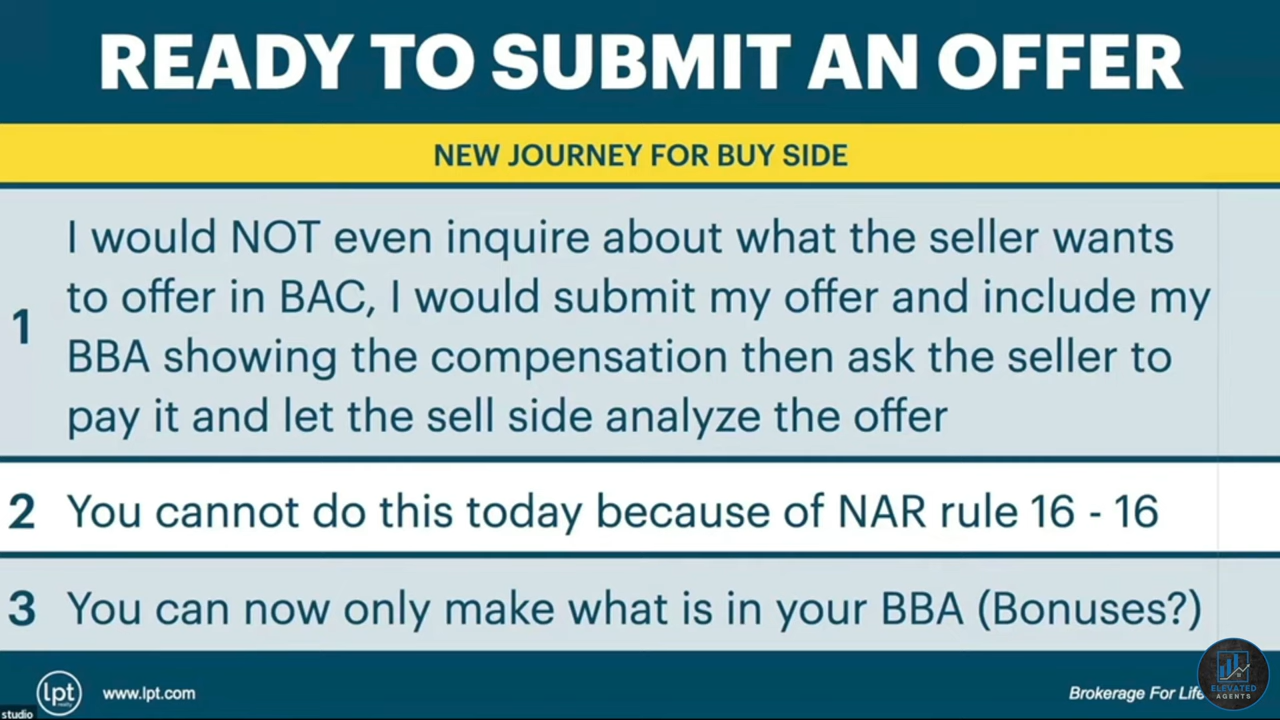 READY TO SUBMIT AN OFFER
NEW JOURNEY FOR BUY SIDE
1
I would NOT even inquire about what the seller wants
to offer in BAC, I would submit my offer and include my
BBA showing the compensation then ask the seller to
pay it and let the sell side analyze the offer
2 You cannot do this today because of NAR rule 16 - 16
3 You can now only make what is in your BBA (Bonuses?)
lpt
realty
www.lpt.com
Brokerage For Life
ELEVATED
AGENTS
studio